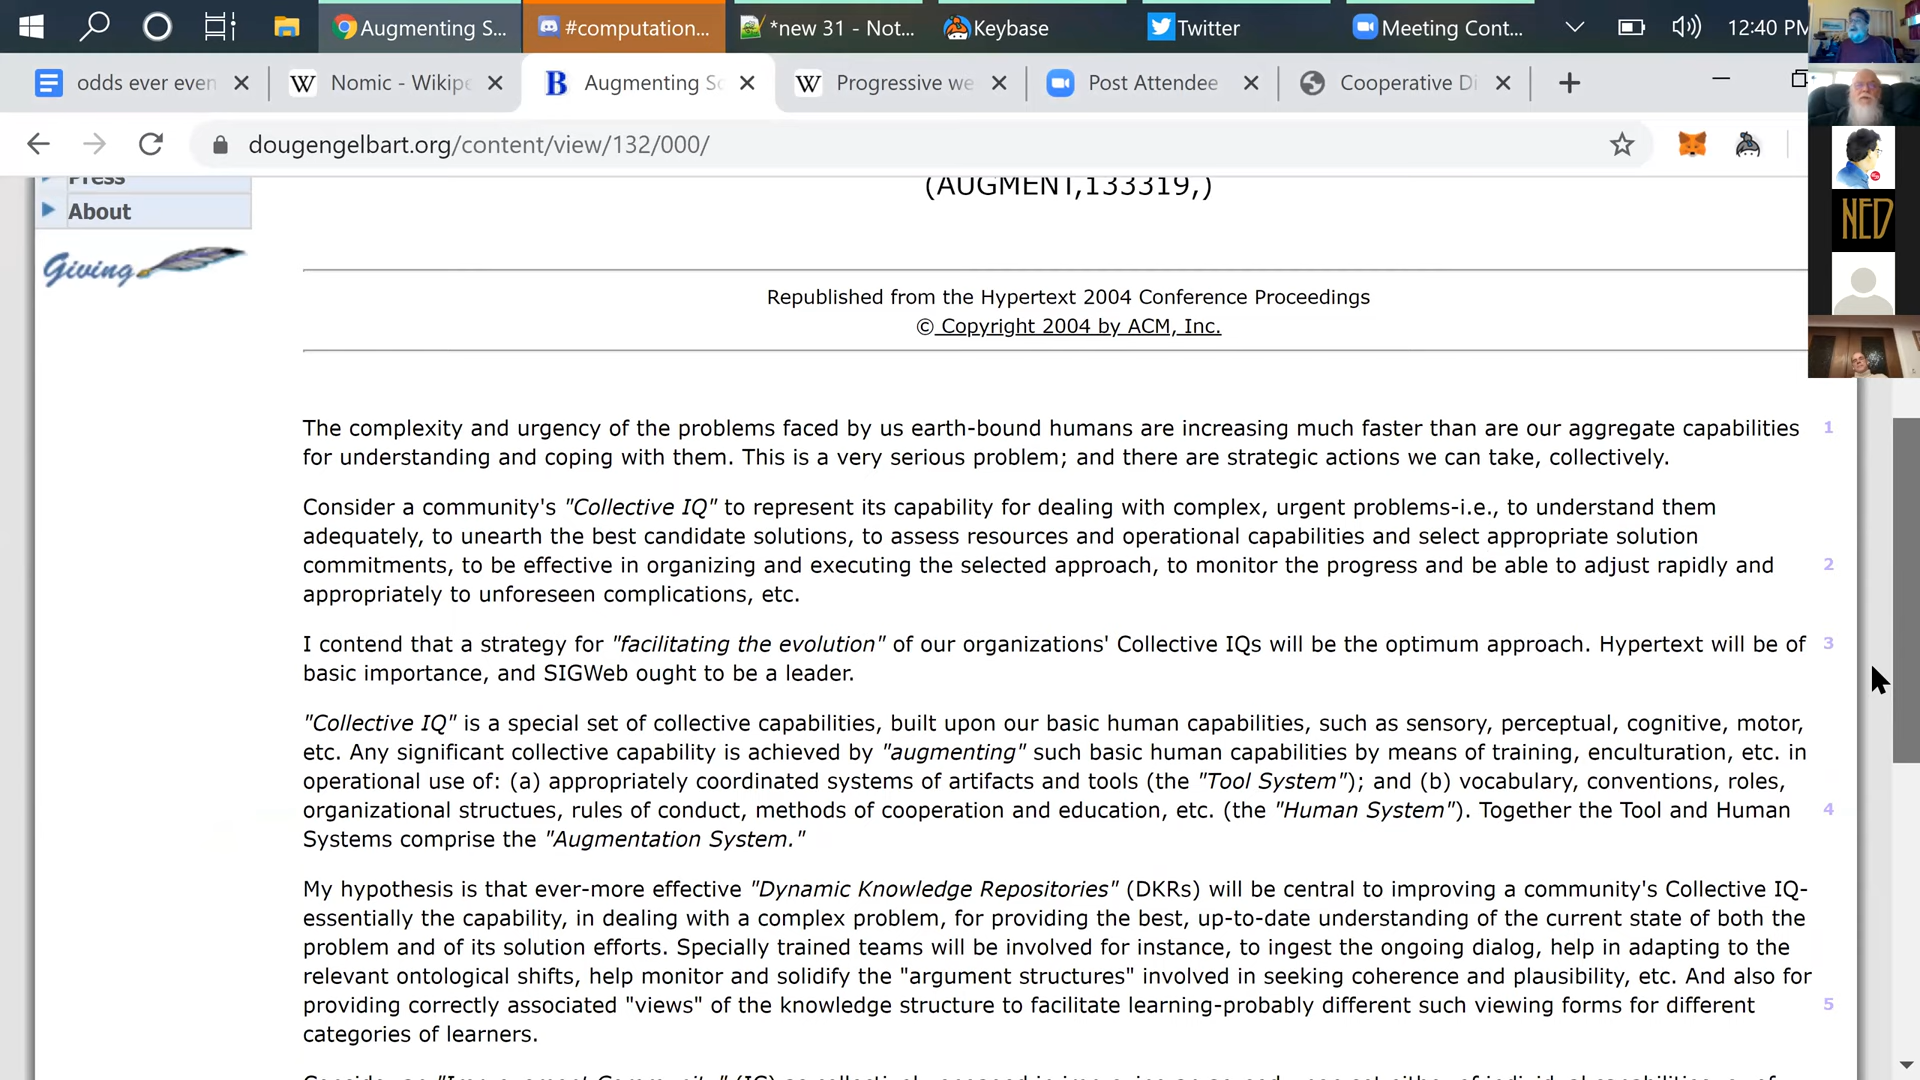 Augmenting S...
#computation...
*new 31 - Not...
Keybase
Twitter
Meeting Cont...
12:40 PM
odds ever even
Nomic - Wikipe
Augmenting So
Progressive we
Post Attendee
Cooperative Di
dougengelbart.org/content/view/132/000/
Press
About
Giving
NED
(AUGMENT,133319,)
Republished from the Hypertext 2004 Conference Proceedings
© Copyright 2004 by ACM, Inc.
The complexity and urgency of the problems faced by us earth-bound humans are increasing much faster than are our aggregate capabilities 1
for understanding and coping with them. This is a very serious problem; and there are strategic actions we can take, collectively.
Consider a community's "Collective IQ" to represent its capability for dealing with complex, urgent problems-i.e., to understand them
adequately, to unearth the best candidate solutions, to assess resources and operational capabilities and select appropriate solution
commitments, to be effective in organizing and executing the selected approach, to monitor the progress and be able to adjust rapidly and 2
appropriately to unforeseen complications, etc.
I contend that a strategy for "facilitating the evolution" of our organizations' Collective IQs will be the optimum approach. Hypertext will be of 3
basic importance, and SIGWeb ought to be a leader.
"Collective IQ" is a special set of collective capabilities, built upon our basic human capabilities, such as sensory, perceptual, cognitive, motor,
etc. Any significant collective capability is achieved by "augmenting" such basic human capabilities by means of training, enculturation, etc. in
operational use of: (a) appropriately coordinated systems of artifacts and tools (the "Tool System"); and (b) vocabulary, conventions, roles,
organizational structues, rules of conduct, methods of cooperation and education, etc. (the "Human System"). Together the Tool and Human 4
Systems comprise the "Augmentation System."
My hypothesis is that ever-more effective "Dynamic Knowledge Repositories" (DKRs) will be central to improving a community's Collective IQ-
essentially the capability, in dealing with a complex problem, for providing the best, up-to-date understanding of the current state of both the
problem and of its solution efforts. Specially trained teams will be involved for instance, to ingest the ongoing dialog, help in adapting to the
relevant ontological shifts, help monitor and solidify the "argument structures" involved in seeking coherence and plausibility, etc. And also for
providing correctly associated "views" of the knowledge structure to facilitate learning-probably different such viewing forms for different 5
categories of learners.